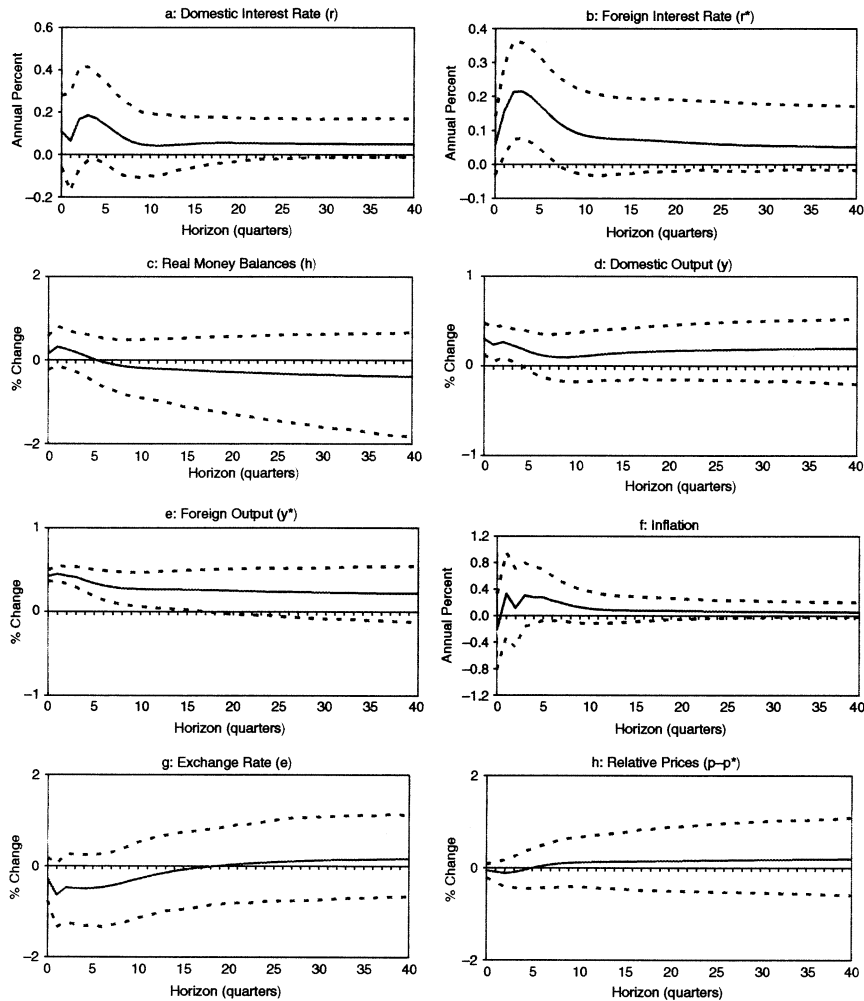 a: Domestic Interest Rate (r)
Annual Percent
0.6
0.4
0.2
0.0
−0.2
0 5 10 15 20 25 30 35 40
Horizon (quarters)
b: Foreign Interest Rate (r*)
Annual Percent
0.4
0.3
0.2
0.1
0.0
−0.1
0 5 10 15 20 25 30 35 40
Horizon (quarters)
c: Real Money Balances (h)
% Change
2
0
−2
0 5 10 15 20 25 30 35 40
Horizon (quarters)
d: Domestic Output (y)
% Change
1
0
−1
0 5 10 15 20 25 30 35 40
Horizon (quarters)
e: Foreign Output (y*)
% Change
1
0
−1
0 5 10 15 20 25 30 35 40
Horizon (quarters)
f: Inflation
Annual Percent
1.2
0.8
0.4
0.0
−0.4
−0.8
−1.2
0 5 10 15 20 25 30 35 40
Horizon (quarters)
g: Exchange Rate (e)
% Change
2
0
−2
0 5 10 15 20 25 30 35 40
Horizon (quarters)
h: Relative Prices (p–p*)
% Change
2
0
−2
0 5 10 15 20 25 30 35 40
Horizon (quarters)